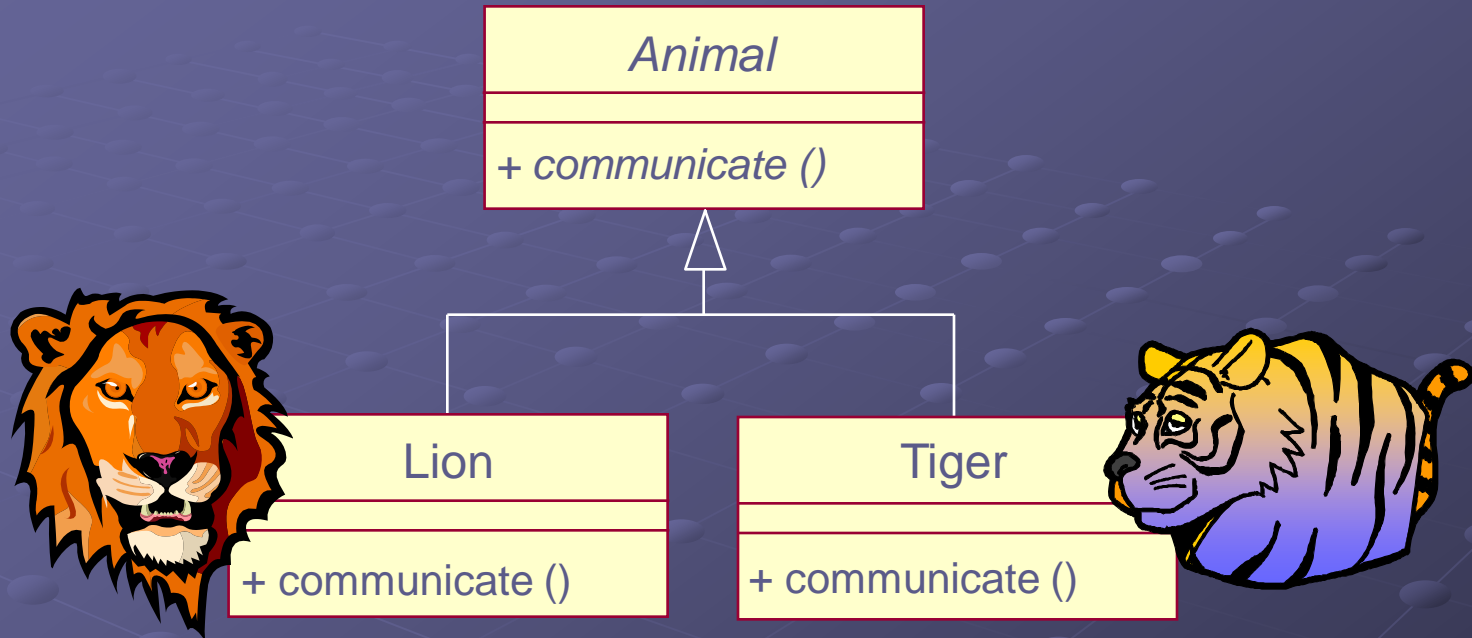 Animal
+ communicate ()
Lion
+ communicate ()
Tiger
+ communicate ()